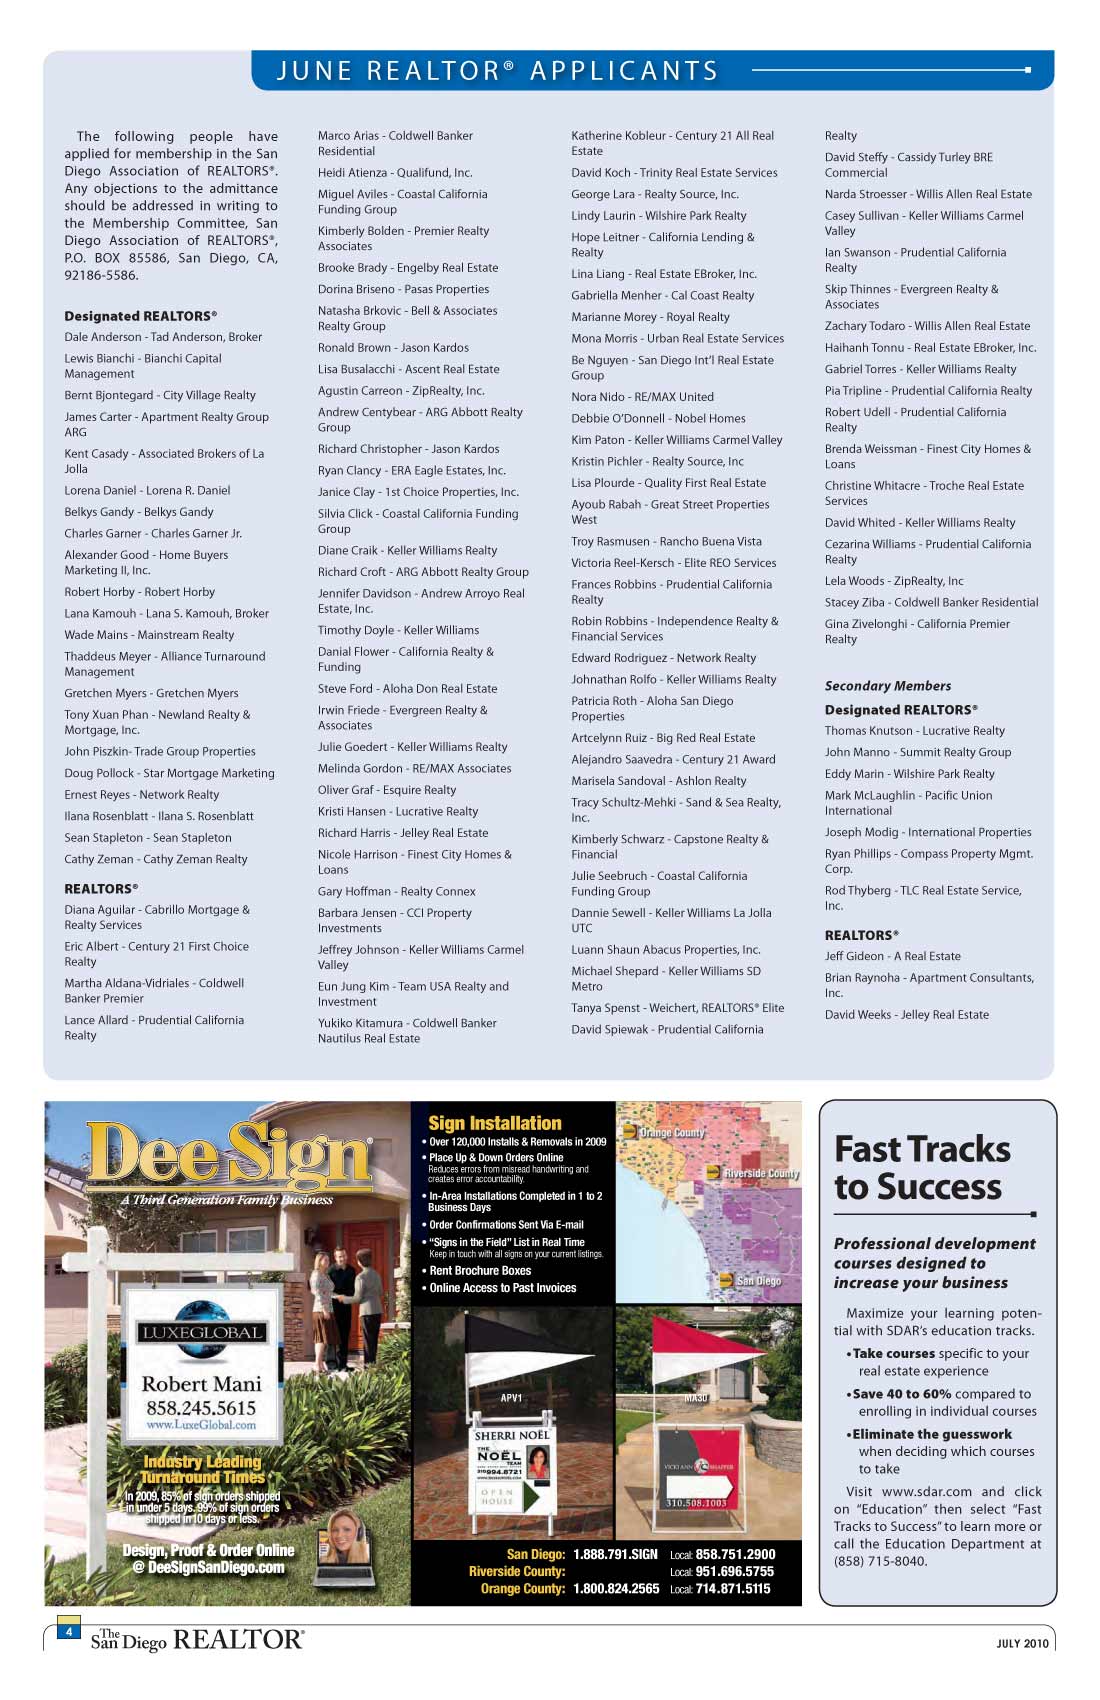 JUNE REALTOR® APPLICANTS
The following people have
applied for membership in the San
Diego Association of REALTORS®.
Any objections to the admittance
should be addressed in writing to
the Membership Committee, San
Diego Association of REALTORS®,
P.O. BOX 85586, San Diego, CA,
92186-5586.
Designated REALTORS®
Dale Anderson - Tad Anderson, Broker
Lewis Bianchi - Bianchi Capital
Management
Bernt Bjontegard - City Village Realty
James Carter - Apartment Realty Group
ARG
Kent Casady - Associated Brokers of La
Jolla
Lorena Daniel - Lorena R. Daniel
Belkys Gandy - Belkys Gandy
Charles Garner - Charles Garner Jr.
Alexander Good - Home Buyers
Marketing II, Inc.
Robert Horby - Robert Horby
Lana Kamouh - Lana S. Kamouh, Broker
Wade Mains - Mainstream Realty
Thaddeus Meyer - Alliance Turnaround
Management
Gretchen Myers - Gretchen Myers
Tony Xuan Phan - Newland Realty &
Mortgage, Inc.
John Piszkin- Trade Group Properties
Doug Pollock - Star Mortgage Marketing
Ernest Reyes - Network Realty
Ilana Rosenblatt - Ilana S. Rosenblatt
Sean Stapleton - Sean Stapleton
Cathy Zeman - Cathy Zeman Realty
REALTORS®
Diana Aguilar - Cabrillo Mortgage &
Realty Services
Eric Albert - Century 21 First Choice
Realty
Martha Aldana-Vidriales - Coldwell
Banker Premier
Lance Allard - Prudential California
Realty
Marco Arias - Coldwell Banker
Residential
Heidi Atienza - Qualifund, Inc.
Miguel Aviles - Coastal California
Funding Group
Kimberly Bolden - Premier Realty
Associates
Brooke Brady - Engelby Real Estate
Dorina Briseno - Pasas Properties
Natasha Brkovic - Bell & Associates
Realty Group
Ronald Brown - Jason Kardos
Lisa Busalacchi - Ascent Real Estate
Agustin Carreon - ZipRealty, Inc.
Andrew Centybear - ARG Abbott Realty
Group
Richard Christopher - Jason Kardos
Ryan Clancy - ERA Eagle Estates, Inc.
Janice Clay - 1st Choice Properties, Inc.
Silvia Click - Coastal California Funding
Group
Diane Craik - Keller Williams Realty
Richard Croft - ARG Abbott Realty Group
Jennifer Davidson - Andrew Arroyo Real
Estate, Inc.
Timothy Doyle - Keller Williams
Danial Flower - California Realty &
Funding
Steve Ford - Aloha Don Real Estate
Irwin Friede - Evergreen Realty &
Associates
Julie Goedert - Keller Williams Realty
Melinda Gordon - RE/MAX Associates
Oliver Graf - Esquire Realty
Kristi Hansen - Lucrative Realty
Richard Harris - Jelley Real Estate
Nicole Harrison - Finest City Homes &
Loans
Gary Hoffman - Realty Connex
Barbara Jensen - CCI Property
Investments
Jeffrey Johnson - Keller Williams Carmel
Valley
Eun Jung Kim - Team USA Realty and
Investment
Yukiko Kitamura - Coldwell Banker
Nautilus Real Estate
Katherine Kobleur - Century 21 All Real
Estate
David Koch - Trinity Real Estate Services
George Lara - Realty Source, Inc.
Lindy Laurin - Wilshire Park Realty
Hope Leitner - California Lending &
Realty
Lina Liang - Real Estate EBroker, Inc.
Gabriella Menher - Cal Coast Realty
Marianne Morey - Royal Realty
Mona Morris - Urban Real Estate Services
Be Nguyen - San Diego Int'l Real Estate
Group
Nora Nido - RE/MAX United
Debbie O'Donnell - Nobel Homes
Kim Paton - Keller Williams Carmel Valley
Kristin Pichler - Realty Source, Inc
Lisa Plourde - Quality First Real Estate
Ayoub Rabah - Great Street Properties
West
Troy Rasmusen - Rancho Buena Vista
Victoria Reel-Kersch - Elite REO Services
Frances Robbins - Prudential California
Realty
Robin Robbins - Independence Realty &
Financial Services
Edward Rodriguez - Network Realty
Johnathan Rolfo - Keller Williams Realty
Patricia Roth - Aloha San Diego
Properties
Artcelynn Ruiz - Big Red Real Estate
Alejandro Saavedra - Century 21 Award
Marisela Sandoval - Ashlon Realty
Tracy Schultz-Mehki - Sand & Sea Realty,
Inc.
Kimberly Schwarz - Capstone Realty &
Financial
Julie Seebruch - Coastal California
Funding Group
Dannie Sewell - Keller Williams La Jolla
UTC
Luann Shaun Abacus Properties, Inc.
Michael Shepard - Keller Williams SD
Metro
Tanya Spenst - Weichert, REALTORS® Elite
David Spiewak - Prudential California
Realty
David Steffy - Cassidy Turley BRE
Commercial
Narda Stroesser - Willis Allen Real Estate
Casey Sullivan - Keller Williams Carmel
Valley
Ian Swanson - Prudential California
Realty
Skip Thinnes - Evergreen Realty &
Associates
Zachary Todaro - Willis Allen Real Estate
Haihanh Tonnu - Real Estate EBroker, Inc.
Gabriel Torres - Keller Williams Realty
Pia Tripline - Prudential California Realty
Robert Udell - Prudential California
Realty
Brenda Weissman - Finest City Homes &
Loans
Christine Whitacre - Troche Real Estate
Services
David Whited - Keller Williams Realty
Cezarina Williams - Prudential California
Realty
Lela Woods - ZipRealty, Inc
Stacey Ziba - Coldwell Banker Residential
Gina Zivelonghi - California Premier
Realty
Secondary Members
Designated REALTORS®
Thomas Knutson - Lucrative Realty
John Manno - Summit Realty Group
Eddy Marin - Wilshire Park Realty
Mark McLaughlin - Pacific Union
International
Joseph Modig - International Properties
Ryan Phillips - Compass Property Mgmt.
Corp.
Rod Thyberg - TLC Real Estate Service,
Inc.
REALTORS®
Jeff Gideon - A Real Estate
Brian Raynoha - Apartment Consultants,
Inc.
David Weeks - Jelley Real Estate
Dee Sign®
A Third Generation Family Business
LUXEGLOBAL
Robert Mani
858.245.5615
www.LuxeGlobal.com
Industry Leading
Turnaround Times
In 2009, 85% of sign orders shipped
in under 5 days. 99% of sign orders
shipped in 10 days or less.
Design, Proof & Order Online
@ DeeSignSanDiego.com
Sign Installation
• Over 120,000 Installs & Removals in 2009
• Place Up & Down Orders Online
Reduces errors from misread handwriting and
creates error accountability.
• In-Area Installations Completed in 1 to 2
Business Days
• Order Confirmations Sent Via E-mail
• "Signs in the Field" List in Real Time
Keep in touch with all signs on your current listings.
• Rent Brochure Boxes
• Online Access to Past Invoices
Orange County
Riverside County
San Diego
APV1
SHERRI NOËL
THE
NOËL
TEAM
310 994.8721
OPEN
HOUSE
MA30
VICKI ANN SHAFFER
310.508.1003
San Diego: 1.888.791.SIGN Local: 858.751.2900
Riverside County: Local: 951.696.5755
Orange County: 1.800.824.2565 Local: 714.871.5115
Fast Tracks
to Success
Professional development
courses designed to
increase your business
Maximize your learning poten-
tial with SDAR's education tracks.
• Take courses specific to your
real estate experience
• Save 40 to 60% compared to
enrolling in individual courses
• Eliminate the guesswork
when deciding which courses
to take
Visit www.sdar.com and click
on "Education" then select "Fast
Tracks to Success" to learn more or
call the Education Department at
(858) 715-8040.
4
The San Diego REALTOR®
JULY 2010